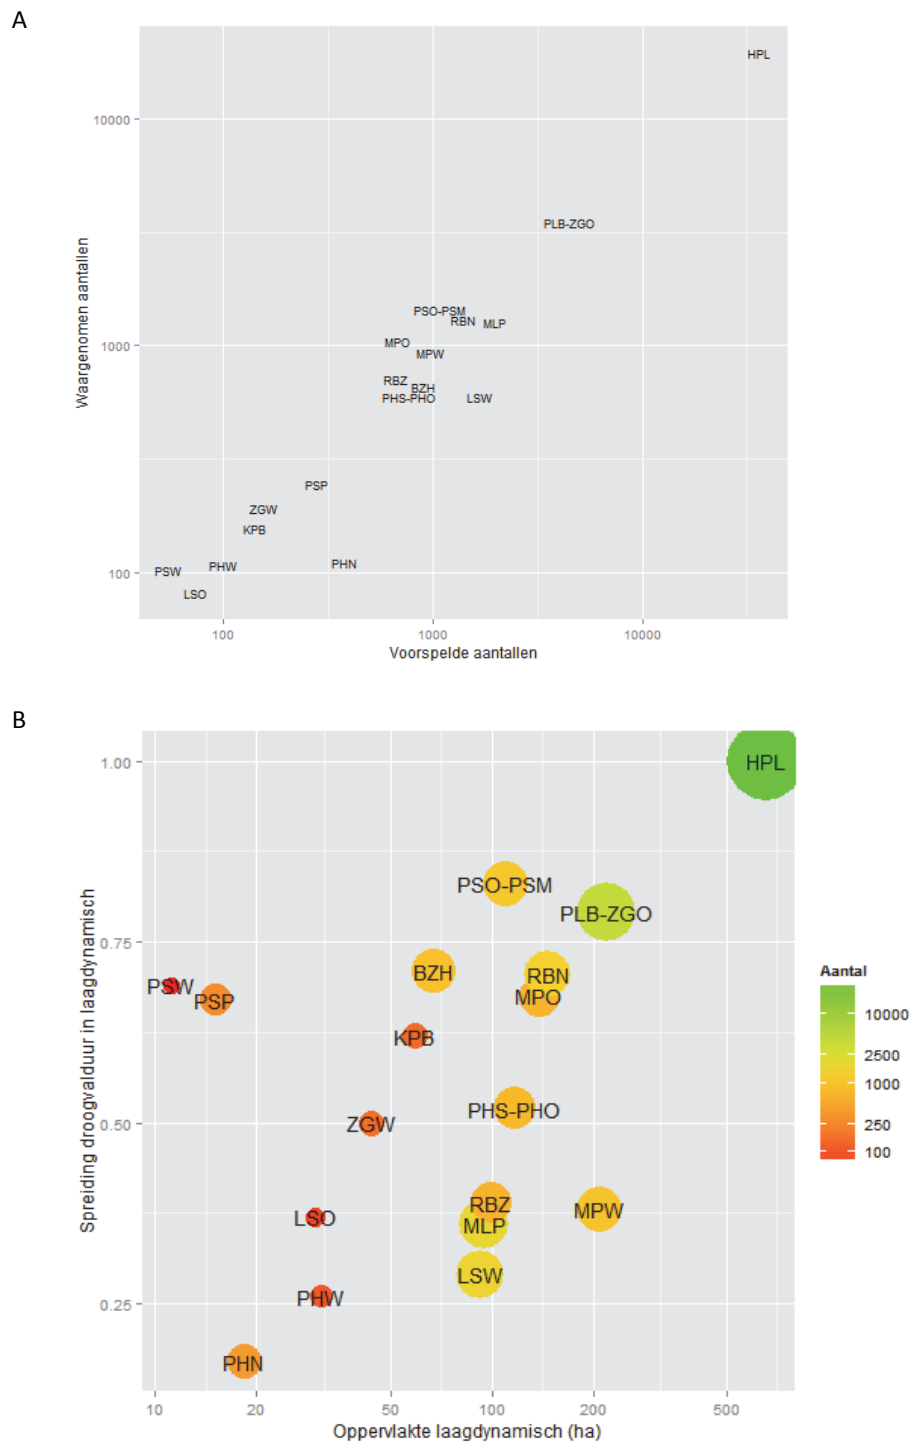 A
HPL
10000
PLB-ZGO
PSO-PSM
RBN
MLP
MPO
1000
MPW
RBZ
BZH
PHS-PHO
LSW
PSP
ZGW
KPB
PHW
PHN
PSW
100
LSO
100
1000
10000
Waargenomen aantallen
Voorspelde aantallen
B
1.00
HPL
PSO-PSM
PLB-ZGO
0.75
BZH
RBN
PSW
PSP
MPO
KPB
PHS-PHO
0.50
ZGW
RBZ
MPW
LSO
MLP
LSW
0.25
PHW
PHN
10
20
50
100
200
500
Spreiding droogvalduur in laagdynamisch
Oppervlakte laagdynamisch (ha)
Aantal
10000
2500
1000
250
100